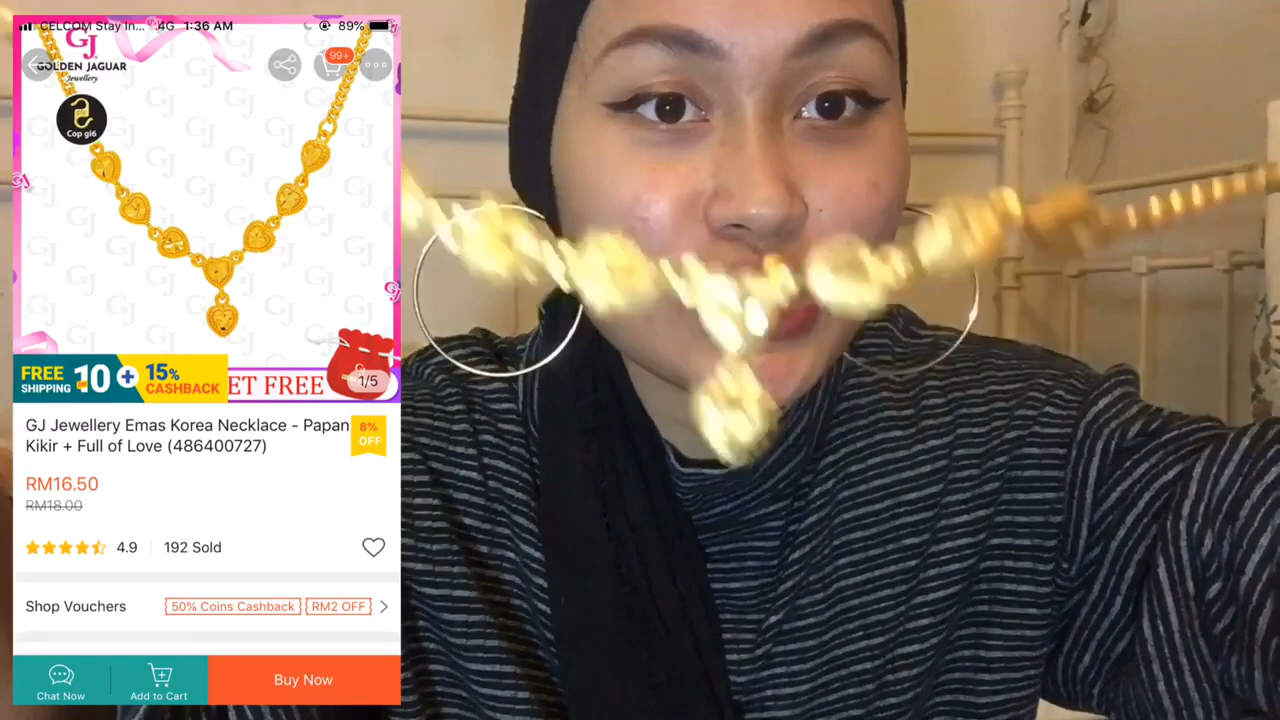 CELCOM Stay In... 4G 1:36 AM 89%
GJ
GOLDEN JAGUAR
Jewellery
99+
Cop gi6
FREE SHIPPING 10 + 15% CASHBACK
ET FREE
1/5
GJ Jewellery Emas Korea Necklace - Papan
Kikir + Full of Love (486400727)
8%
OFF
RM16.50
RM18.00
4.9 192 Sold
Shop Vouchers 50% Coins Cashback RM2 OFF
Chat Now Add to Cart Buy Now